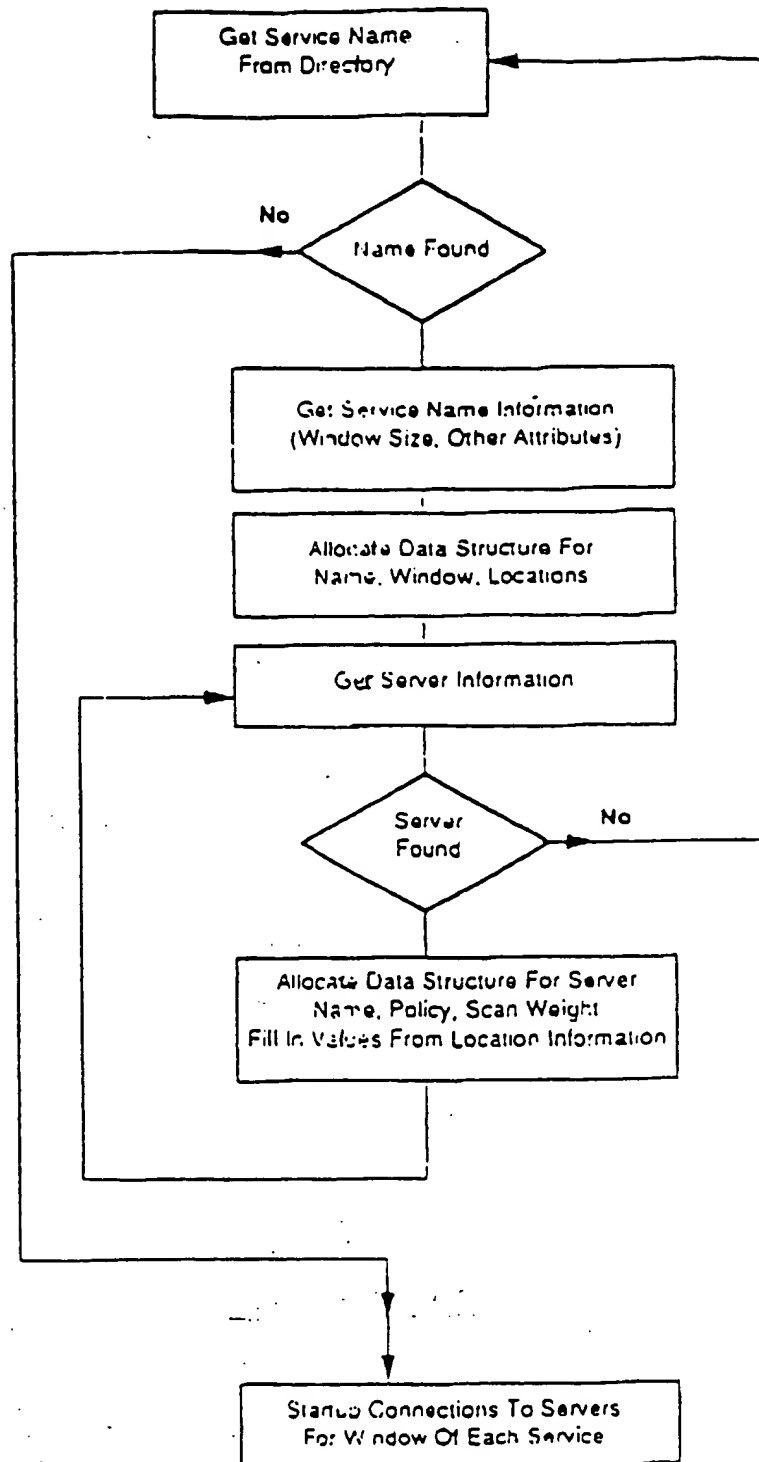 Get Service Name
From Directory
No
Name Found
Get Service Name Information
(Window Size, Other Attributes)
Allocate Data Structure For
Name, Window, Locations
Get Server Information
Server
Found
No
Allocate Data Structure For Server
Name, Policy, Scan Weight
Fill In Values From Location Information
Startup Connections To Servers
For Window Of Each Service